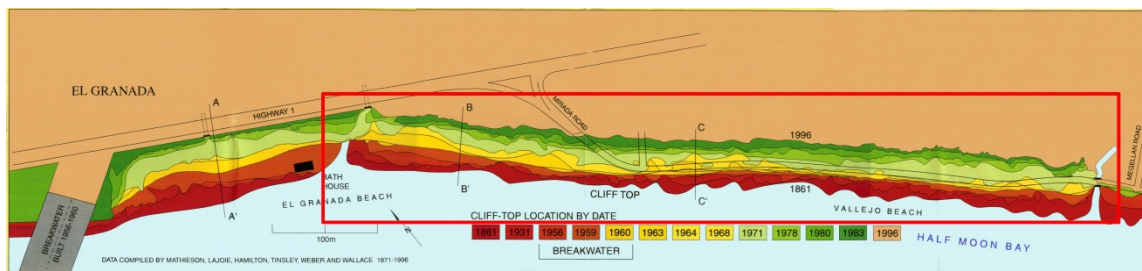 EL GRANADA
A
HIGHWAY 1
B
MIRADA ROAD
C
1996
MEGELLAN ROAD
BATH
HOUSE
B'
CLIFF TOP
1861
A'
EL GRANADA BEACH
C'
VALLEJO BEACH
BREAKWATER
BUILT 1956-1960
N
100m
CLIFF-TOP LOCATION BY DATE
1861 1931 1956 1959 1960 1963 1964 1968 1971 1978 1980 1983 1996
BREAKWATER
HALF MOON BAY
DATA COMPILED BY MATHIESON, LAJOIE, HAMILTON, TINSLEY, WEBER AND WALLACE 1971-1996